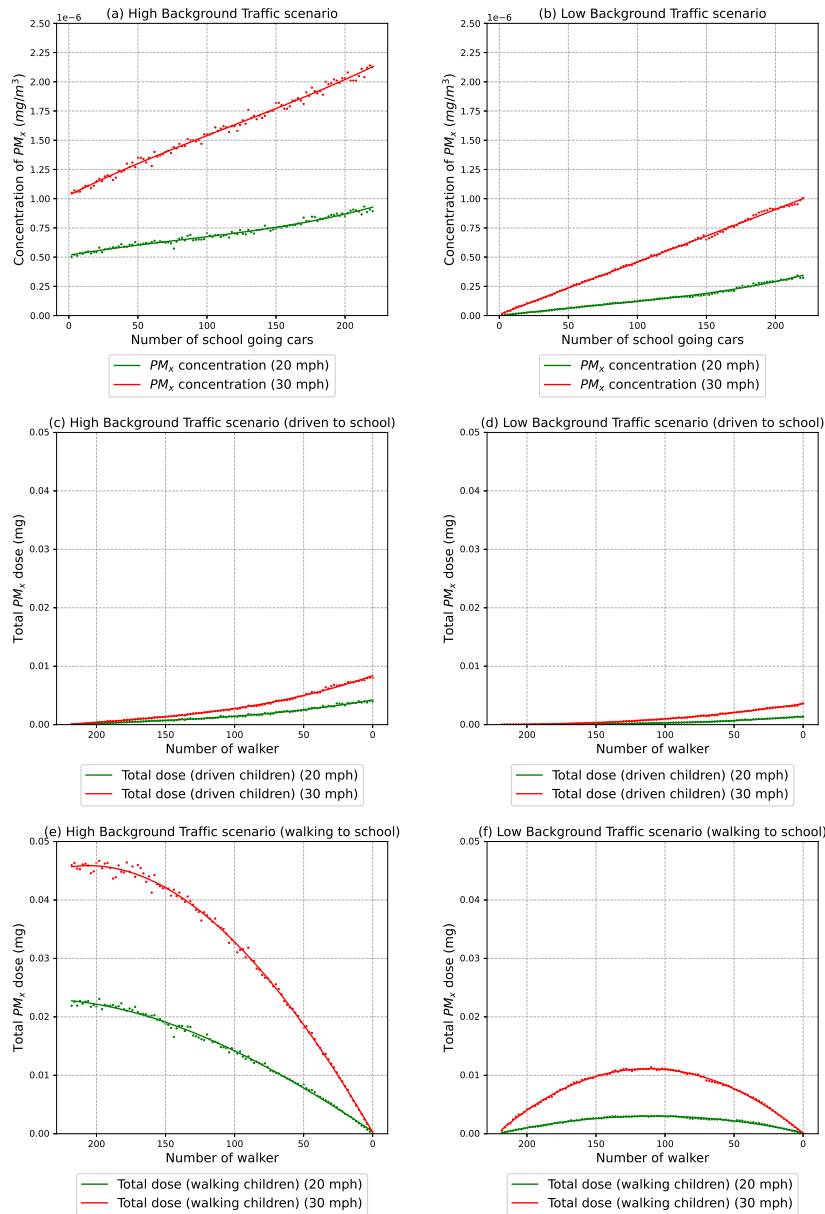 (a) High Background Traffic scenario
1e−6
2.50
2.25
2.00
1.75
1.50
1.25
1.00
0.75
0.50
0.25
0.00
Concentration of PMₓ (mg/m³)
0 50 100 150 200
Number of school going cars
PMₓ concentration (20 mph)
PMₓ concentration (30 mph)
(b) Low Background Traffic scenario
1e−6
2.50
2.25
2.00
1.75
1.50
1.25
1.00
0.75
0.50
0.25
0.00
Concentration of PMₓ (mg/m³)
0 50 100 150 200
Number of school going cars
PMₓ concentration (20 mph)
PMₓ concentration (30 mph)
(c) High Background Traffic scenario (driven to school)
0.05
0.04
0.03
0.02
0.01
0.00
Total PMₓ dose (mg)
200 150 100 50 0
Number of walker
Total dose (driven children) (20 mph)
Total dose (driven children) (30 mph)
(d) Low Background Traffic scenario (driven to school)
0.05
0.04
0.03
0.02
0.01
0.00
Total PMₓ dose (mg)
200 150 100 50 0
Number of walker
Total dose (driven children) (20 mph)
Total dose (driven children) (30 mph)
(e) High Background Traffic scenario (walking to school)
0.05
0.04
0.03
0.02
0.01
0.00
Total PMₓ dose (mg)
200 150 100 50 0
Number of walker
Total dose (walking children) (20 mph)
Total dose (walking children) (30 mph)
(f) Low Background Traffic scenario (walking to school)
0.05
0.04
0.03
0.02
0.01
0.00
Total PMₓ dose (mg)
200 150 100 50 0
Number of walker
Total dose (walking children) (20 mph)
Total dose (walking children) (30 mph)